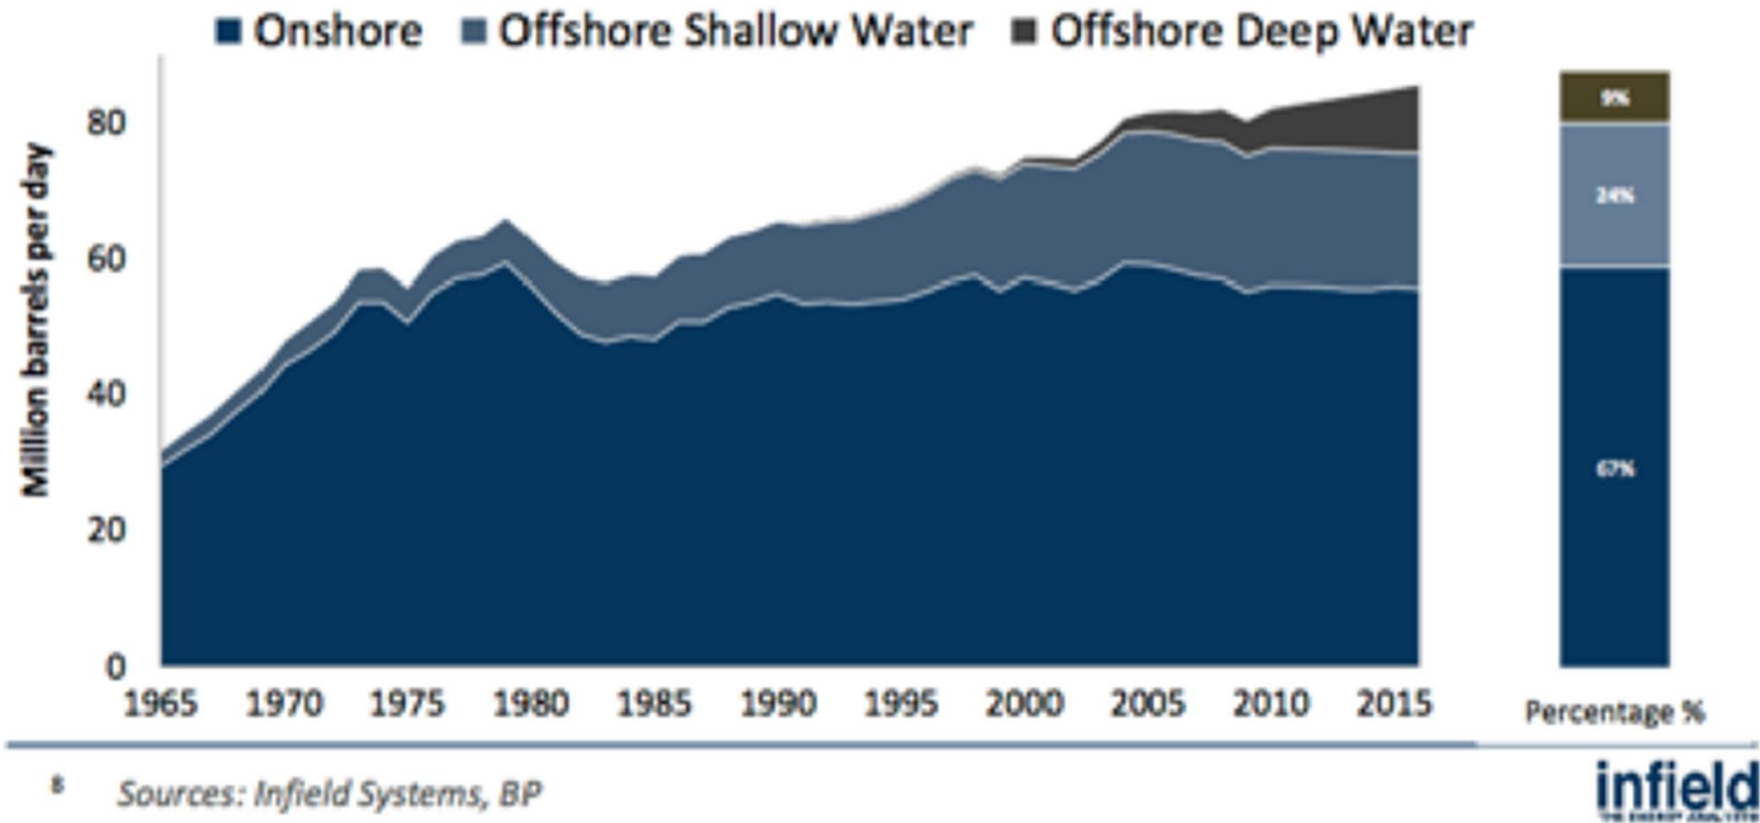 Onshore Offshore Shallow Water Offshore Deep Water
Million barrels per day
80
60
40
20
0
1965 1970 1975 1980 1985 1990 1995 2000 2005 2010 2015
9%
24%
67%
Percentage %
8 Sources: Infield Systems, BP
infield